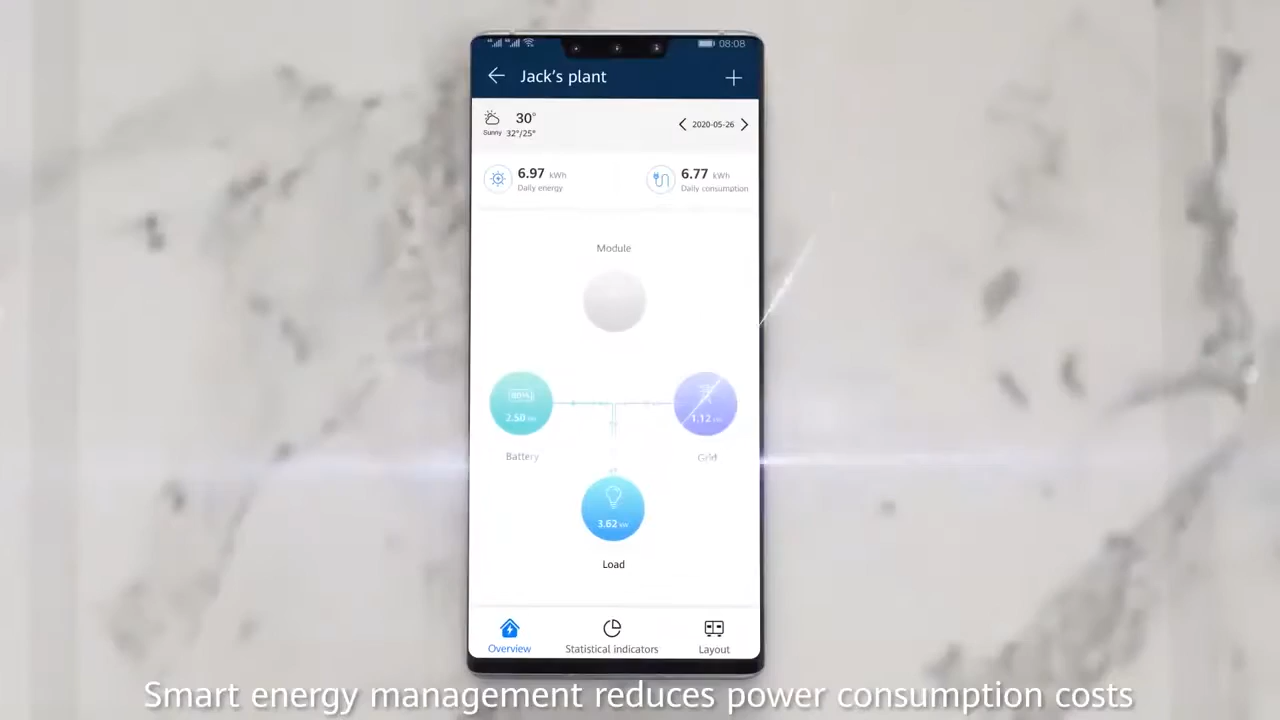 08:08
Jack's plant
30°
Sunny 32°/25°
2020-05-26
6.97 kWh
Daily energy
6.77 kWh
Daily consumption
Module
80%
2.50 kW
1.12 kW
Battery
Grid
3.62 kW
Load
Overview
Statistical indicators
Layout
Smart energy management reduces power consumption costs